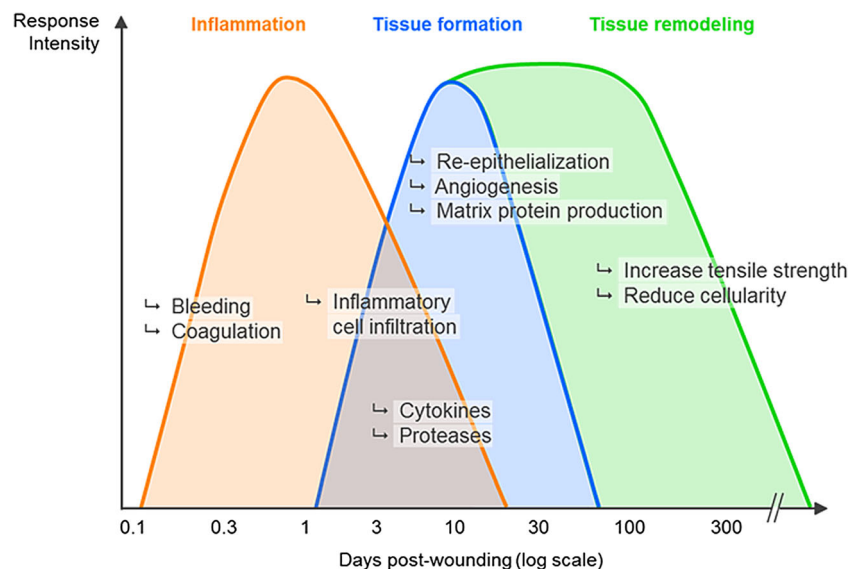 Response
Intensity
Inflammation
Tissue formation
Tissue remodeling
↳ Re-epithelialization
↳ Angiogenesis
↳ Matrix protein production
↳ Increase tensile strength
↳ Reduce cellularity
↳ Bleeding
↳ Coagulation
↳ Inflammatory
cell infiltration
↳ Cytokines
↳ Proteases
0.1 0.3 1 3 10 30 100 300
Days post-wounding (log scale)